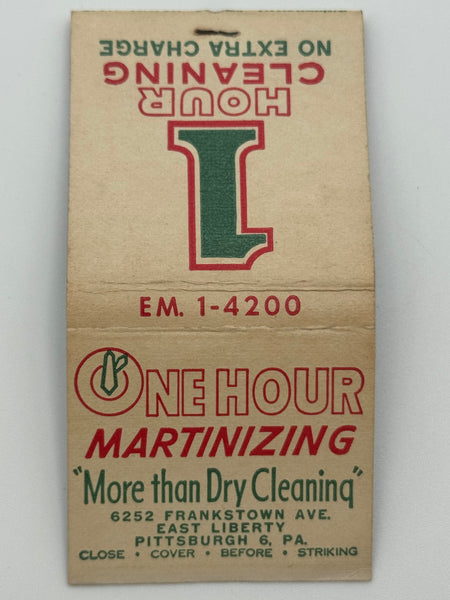 NO EXTRA CHARGE
CLEANING
HOUR
1
EM. 1-4200
ONE HOUR
MARTINIZING
"More than Dry Cleaning"
6252 FRANKSTOWN AVE.
EAST LIBERTY
PITTSBURGH 6, PA.
CLOSE • COVER • BEFORE • STRIKING